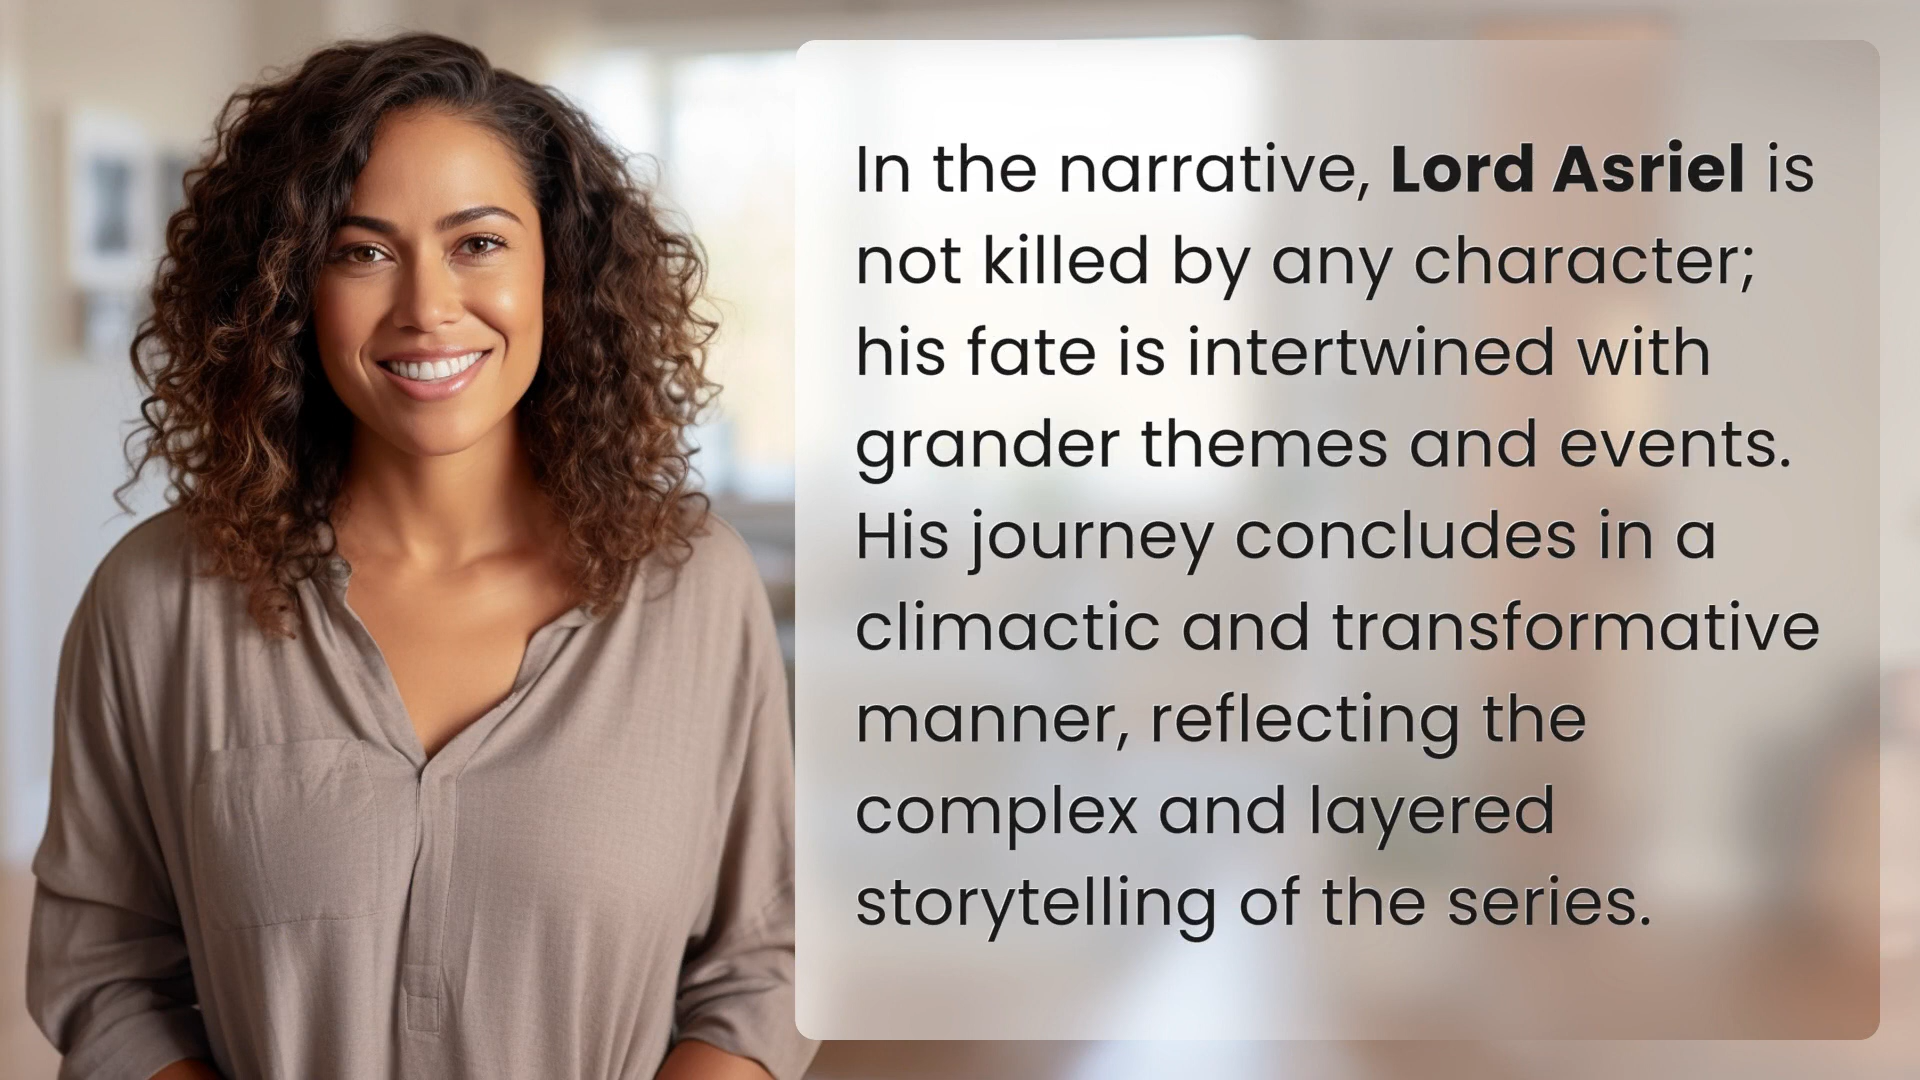 In the narrative, Lord Asriel is
not killed by any character;
his fate is intertwined with
grander themes and events.
His journey concludes in a
climactic and transformative
manner, reflecting the
complex and layered
storytelling of the series.